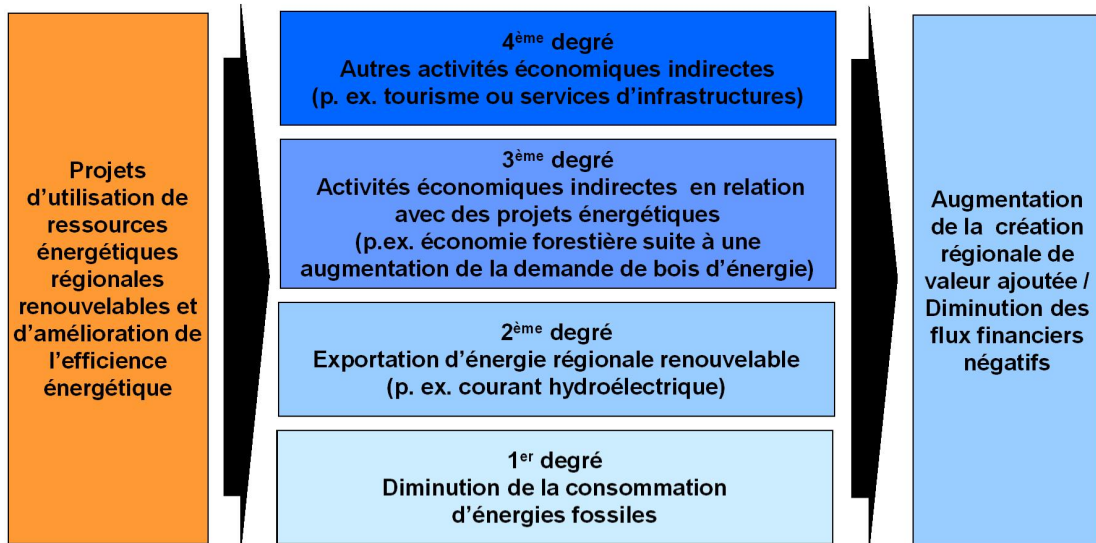 Projets
d'utilisation de
ressources
énergétiques
régionales
renouvelables et
d'amélioration de
l'efficience
énergétique
4ème degré
Autres activités économiques indirectes
(p. ex. tourisme ou services d'infrastructures)
3ème degré
Activités économiques indirectes en relation
avec des projets énergétiques
(p.ex. économie forestière suite à une
augmentation de la demande de bois d'énergie)
2ème degré
Exportation d'énergie régionale renouvelable
(p. ex. courant hydroélectrique)
1er degré
Diminution de la consommation
d'énergies fossiles
Augmentation
de la création
régionale de
valeur ajoutée /
Diminution des
flux financiers
négatifs